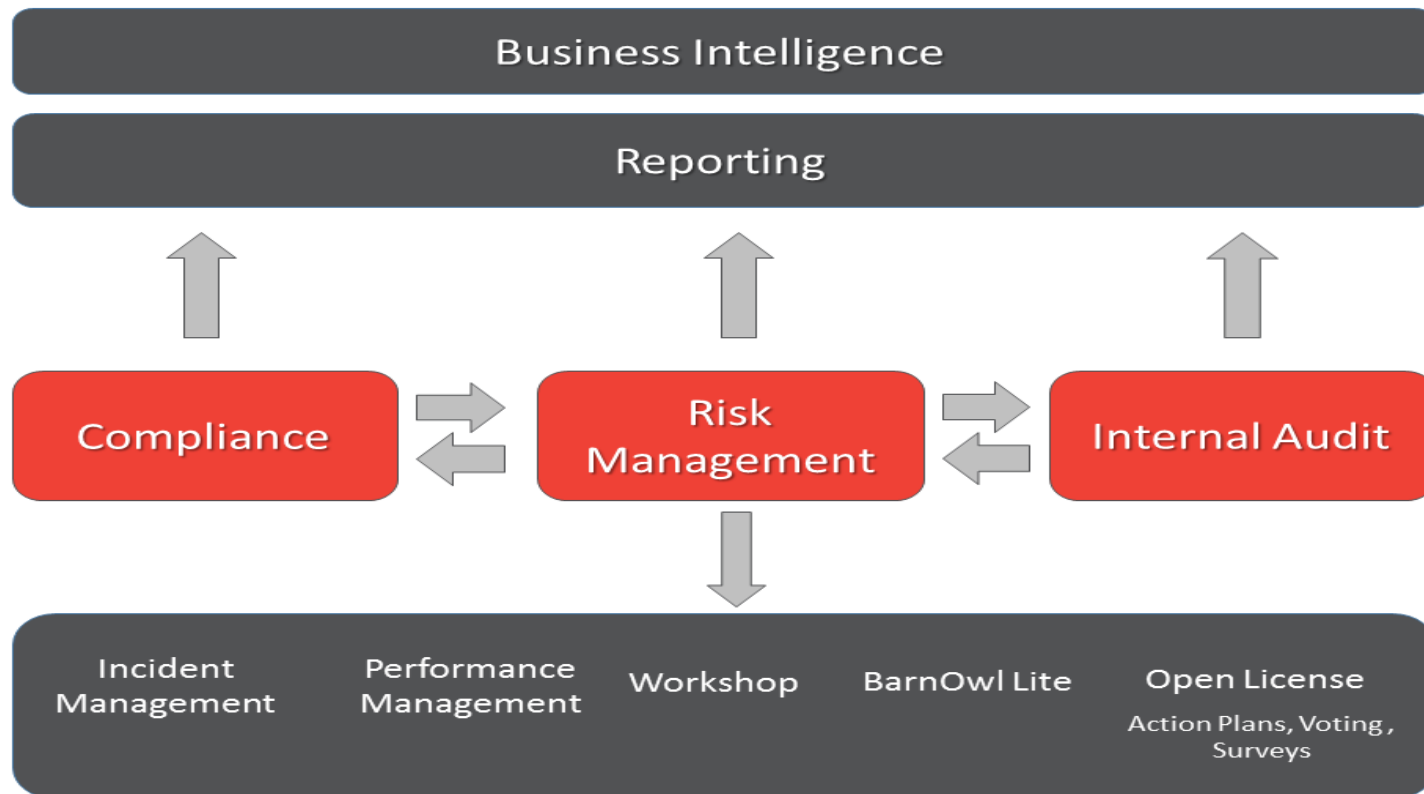 Business Intelligence
Reporting
Compliance
Risk
Management
Internal Audit
Incident
Management
Performance
Management
Workshop
BarnOwl Lite
Open License
Action Plans, Voting ,
Surveys